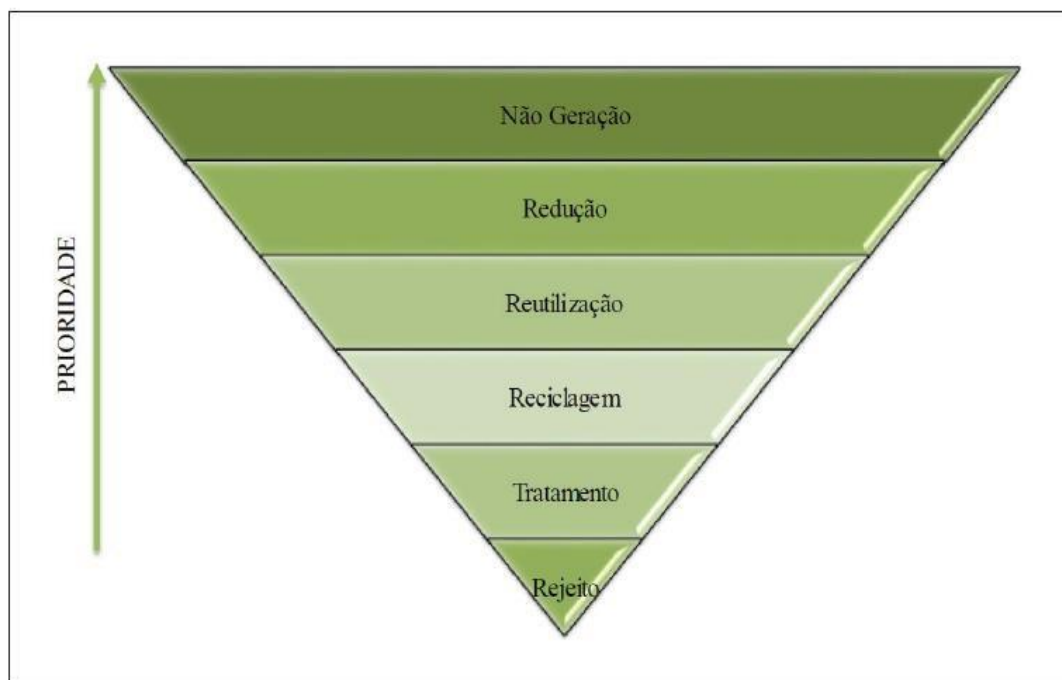 PRIORIDADE
Não Geração
Redução
Reutilização
Reciclagem
Tratamento
Rejeito